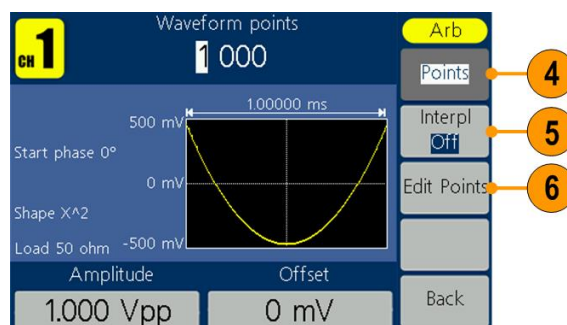 CH 1
Waveform points
1 000
Arb
Points
4
1.00000 ms
500 mV
Interpl
Off
5
Start phase 0°
0 mV
Edit Points
6
Shape X^2
Load 50 ohm
-500 mV
Amplitude
Offset
1.000 Vpp
0 mV
Back